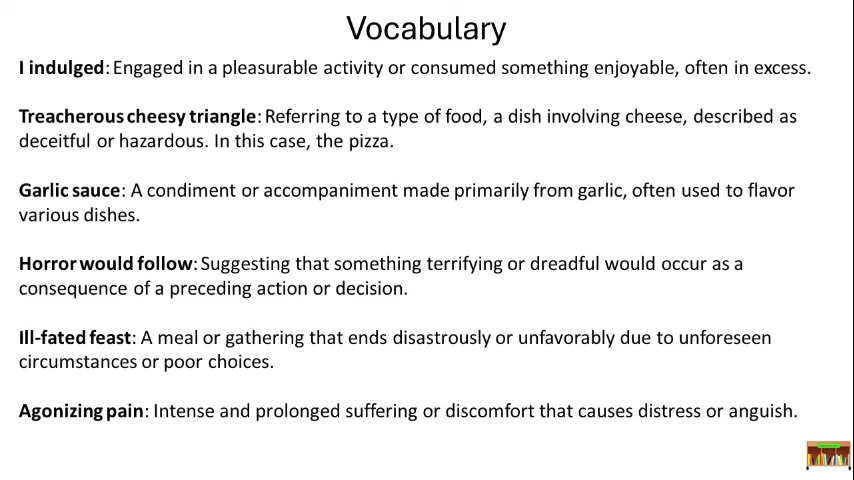 Vocabulary
I indulged: Engaged in a pleasurable activity or consumed something enjoyable, often in excess.
Treacherous cheesy triangle: Referring to a type of food, a dish involving cheese, described as
deceitful or hazardous. In this case, the pizza.
Garlic sauce: A condiment or accompaniment made primarily from garlic, often used to flavor
various dishes.
Horror would follow: Suggesting that something terrifying or dreadful would occur as a
consequence of a preceding action or decision.
Ill-fated feast: A meal or gathering that ends disastrously or unfavorably due to unforeseen
circumstances or poor choices.
Agonizing pain: Intense and prolonged suffering or discomfort that causes distress or anguish.